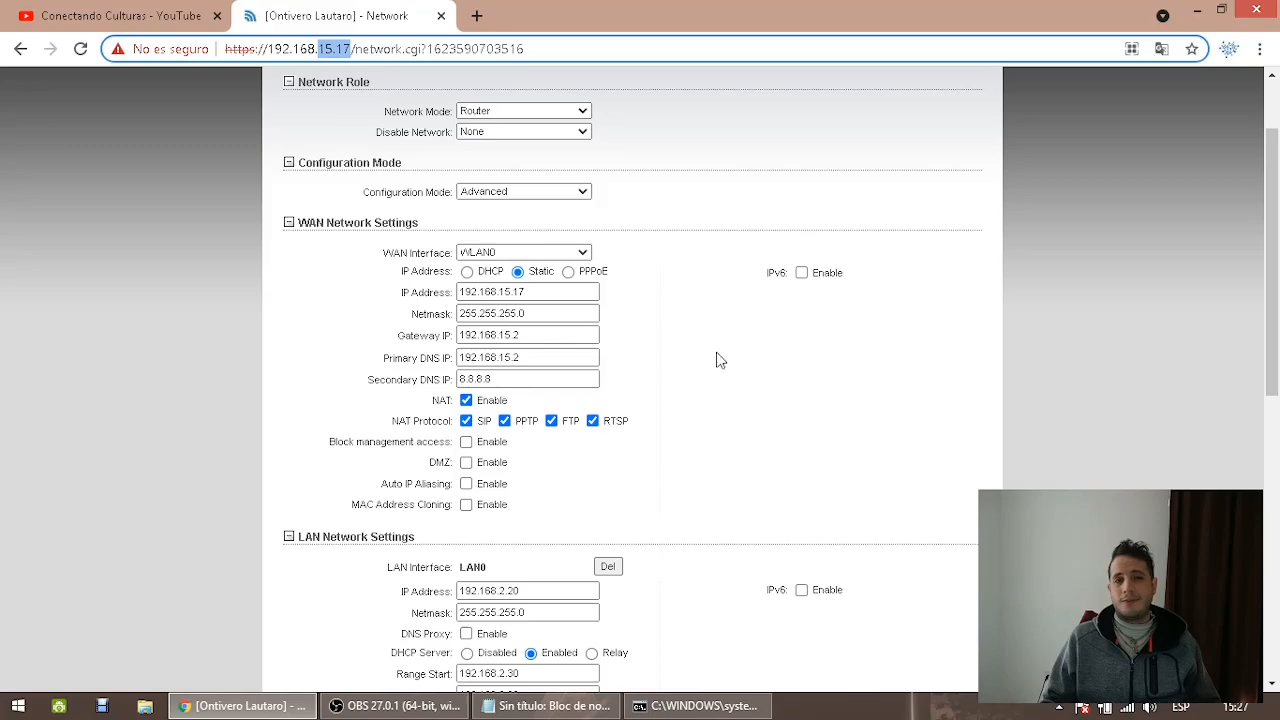 Conectando Culturas - YouTube
[Ontivero Lautaro] - Network
No es seguro https://192.168.15.17/network.cgi?1623590703516
Network Role
Network Mode: Router
Disable Network: None
Configuration Mode
Configuration Mode: Advanced
WAN Network Settings
WAN Interface: WLAN0
IP Address: DHCP Static PPPoE
IPv6: Enable
IP Address: 192.168.15.17
Netmask: 255.255.255.0
Gateway IP: 192.168.15.2
Primary DNS IP: 192.168.15.2
Secondary DNS IP: 8.8.8.8
NAT: Enable
NAT Protocol: SIP PPTP FTP RTSP
Block management access: Enable
DMZ: Enable
Auto IP Aliasing: Enable
MAC Address Cloning: Enable
LAN Network Settings
LAN Interface: LAN0 Del
IP Address: 192.168.2.20
IPv6: Enable
Netmask: 255.255.255.0
DNS Proxy: Enable
DHCP Server: Disabled Enabled Relay
Range Start: 192.168.2.30
[Ontivero Lautaro] - ...
OBS 27.0.1 (64-bit, wi...
Sin título: Bloc de no...
C:\WINDOWS\syste...